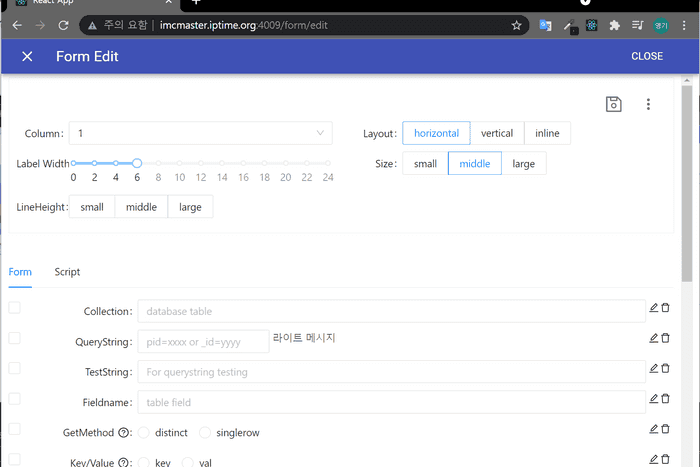 React App
주의 요함 | imcmaster.iptime.org:4009/form/edit
영기
Form Edit
CLOSE
Column: 1
Layout: horizontal vertical inline
Label Width
0 2 4 6 8 10 12 14 16 18 20 22 24
Size: small middle large
LineHeight: small middle large
Form Script
Collection: database table
QueryString: pid=xxxx or _id=yyyy 라이트 메시지
TestString: For querystring testing
Fieldname: table field
GetMethod ?: distinct singlerow
Key/Value ?: key val